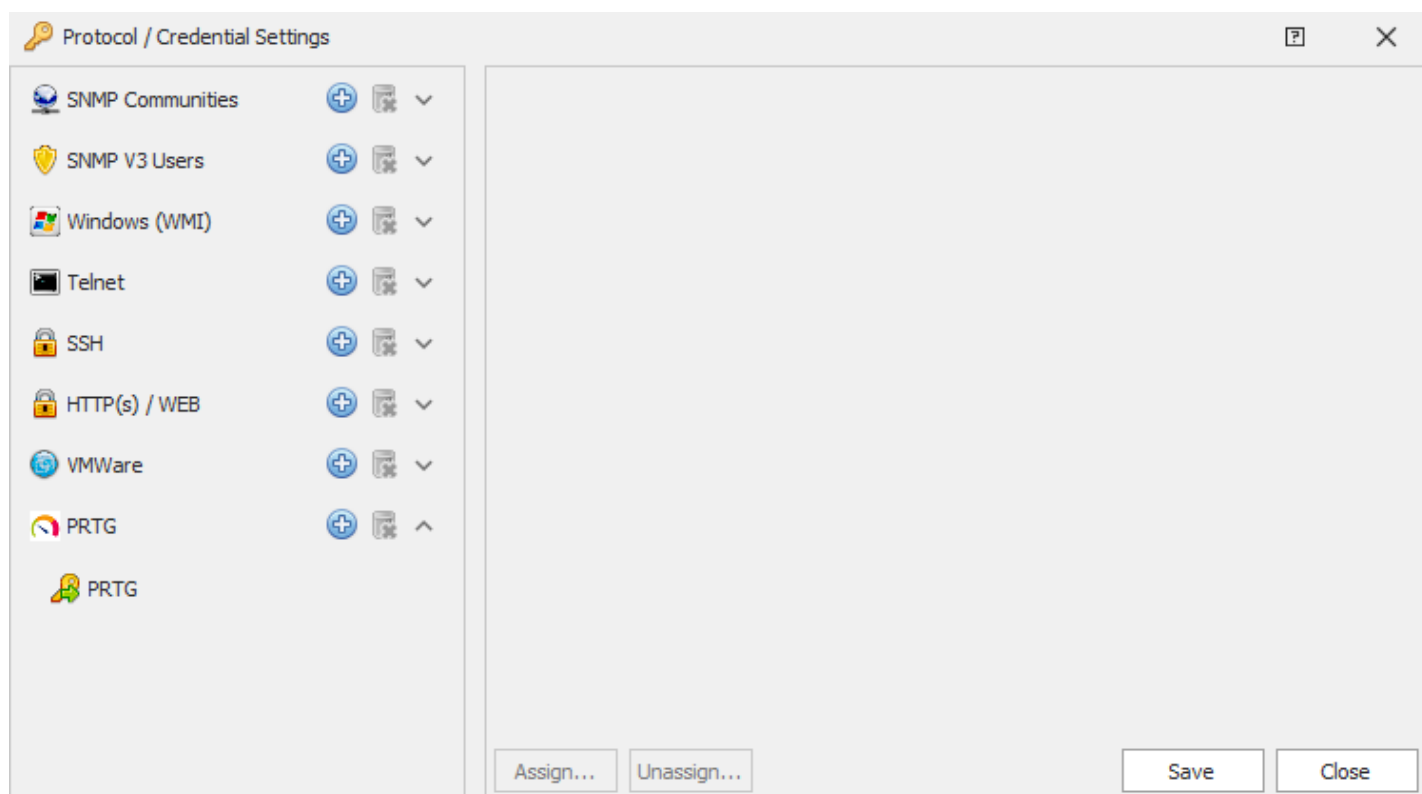 Protocol / Credential Settings
SNMP Communities
SNMP V3 Users
Windows (WMI)
Telnet
SSH
HTTP(s) / WEB
VMWare
PRTG
PRTG
Assign... Unassign... Save Close